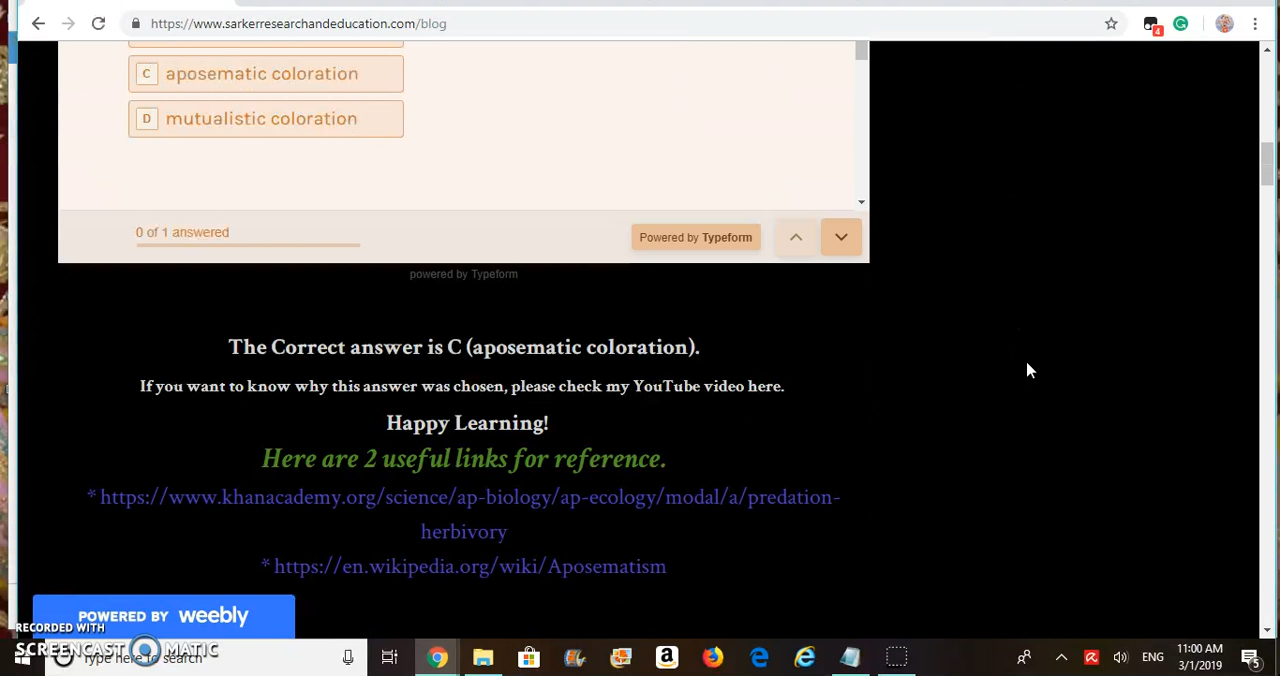 https://www.sarkerresearchandeducation.com/blog
4
C aposematic coloration
D mutualistic coloration
0 of 1 answered
Powered by Typeform
powered by Typeform
The Correct answer is C (aposematic coloration).
If you want to know why this answer was chosen, please check my YouTube video here.
Happy Learning!
Here are 2 useful links for reference.
* https://www.khanacademy.org/science/ap-biology/ap-ecology/modal/a/predation-
herbivory
* https://en.wikipedia.org/wiki/Aposematism
POWERED BY weebly
RECORDED WITH
SCREENCAST MATIC
Type here to search
ENG
11:00 AM
3/1/2019
5